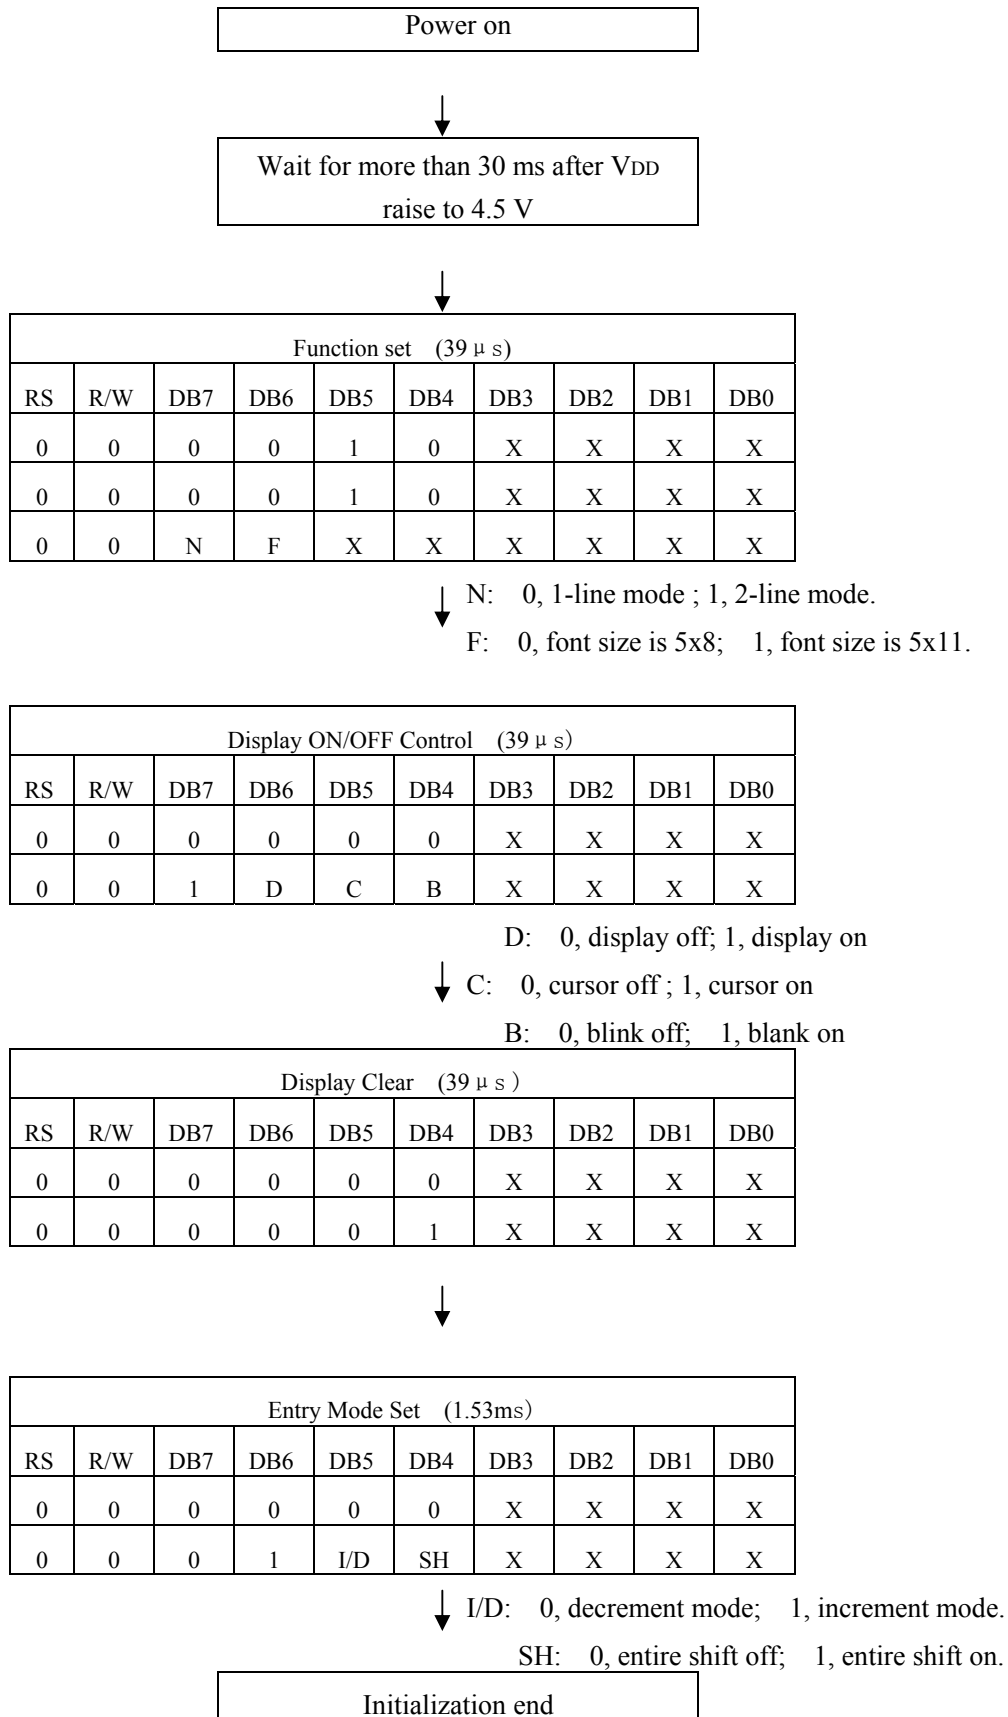 Power on
Wait for more than 30 ms after VDD
raise to 4.5 V
Function set (39μs)
RS R/W DB7 DB6 DB5 DB4 DB3 DB2 DB1 DB0
0 0 0 0 1 0 X X X X
0 0 0 0 1 0 X X X X
0 0 N F X X X X X X
N: 0, 1-line mode ; 1, 2-line mode.
F: 0, font size is 5x8; 1, font size is 5x11.
Display ON/OFF Control (39μs)
RS R/W DB7 DB6 DB5 DB4 DB3 DB2 DB1 DB0
0 0 0 0 0 0 X X X X
0 0 1 D C B X X X X
D: 0, display off; 1, display on
C: 0, cursor off ; 1, cursor on
B: 0, blink off; 1, blank on
Display Clear (39μs)
RS R/W DB7 DB6 DB5 DB4 DB3 DB2 DB1 DB0
0 0 0 0 0 0 X X X X
0 0 0 0 0 1 X X X X
Entry Mode Set (1.53ms)
RS R/W DB7 DB6 DB5 DB4 DB3 DB2 DB1 DB0
0 0 0 0 0 0 X X X X
0 0 0 1 I/D SH X X X X
I/D: 0, decrement mode; 1, increment mode.
SH: 0, entire shift off; 1, entire shift on.
Initialization end